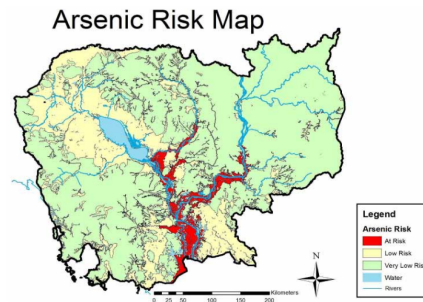 Arsenic Risk Map
Legend
Arsenic Risk
At Risk
Low Risk
Very Low Risk
Water
Rivers
N
Kilometers
0 25 50 100 150 200